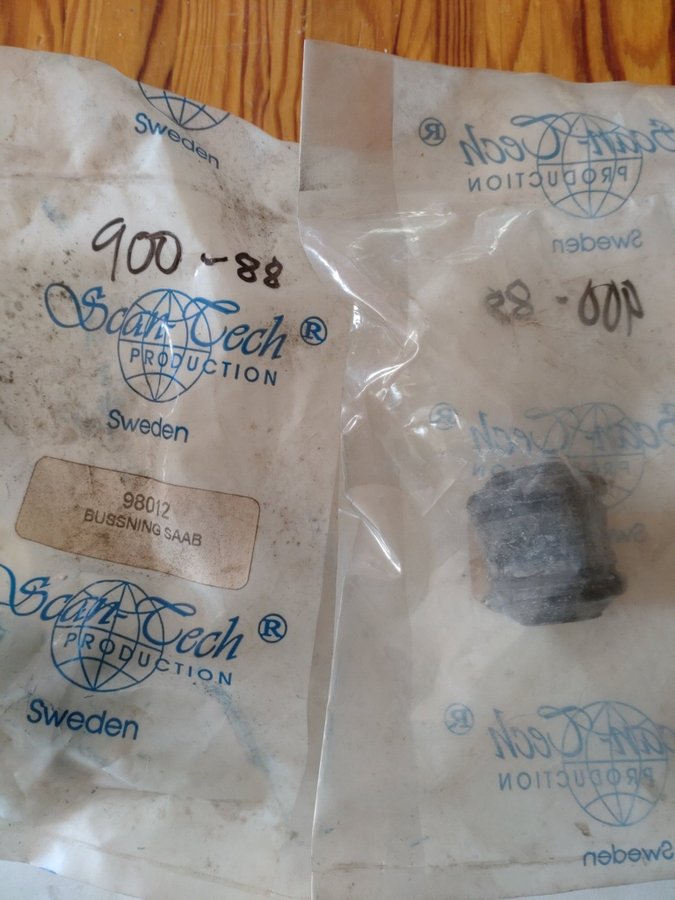 Sweden
900-88
Scan-Tech®
PRODUCTION
Sweden
98012
BUSSNING SAAB
Scan-Tech®
PRODUCTION
Sweden
Scan-Tech®
PRODUCTION
Sweden
900-88
Scan-Tech®
PRODUCTION
Sweden
Scan-Tech®
PRODUCTION
Sweden